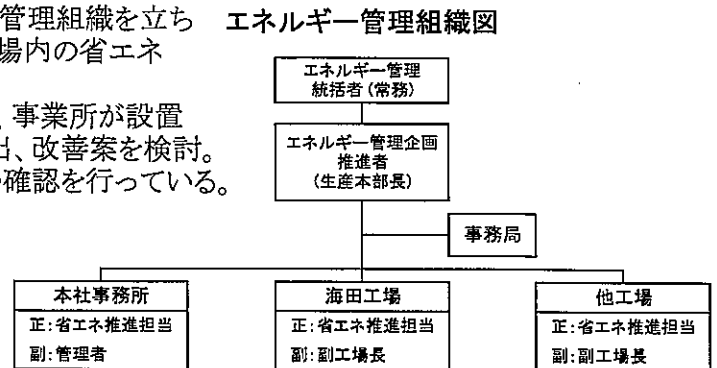 管理組織を立ち
場内の省エネ
事業所が設置
出、改善案を検討。
確認を行っている。
エネルギー管理組織図
エネルギー管理
統括者(常務)
エネルギー管理企画
推進者
(生産本部長)
事務局
本社事務所
正:省エネ推進担当
副:管理者
海田工場
正:省エネ推進担当
副:副工場長
他工場
正:省エネ推進担当
副:副工場長